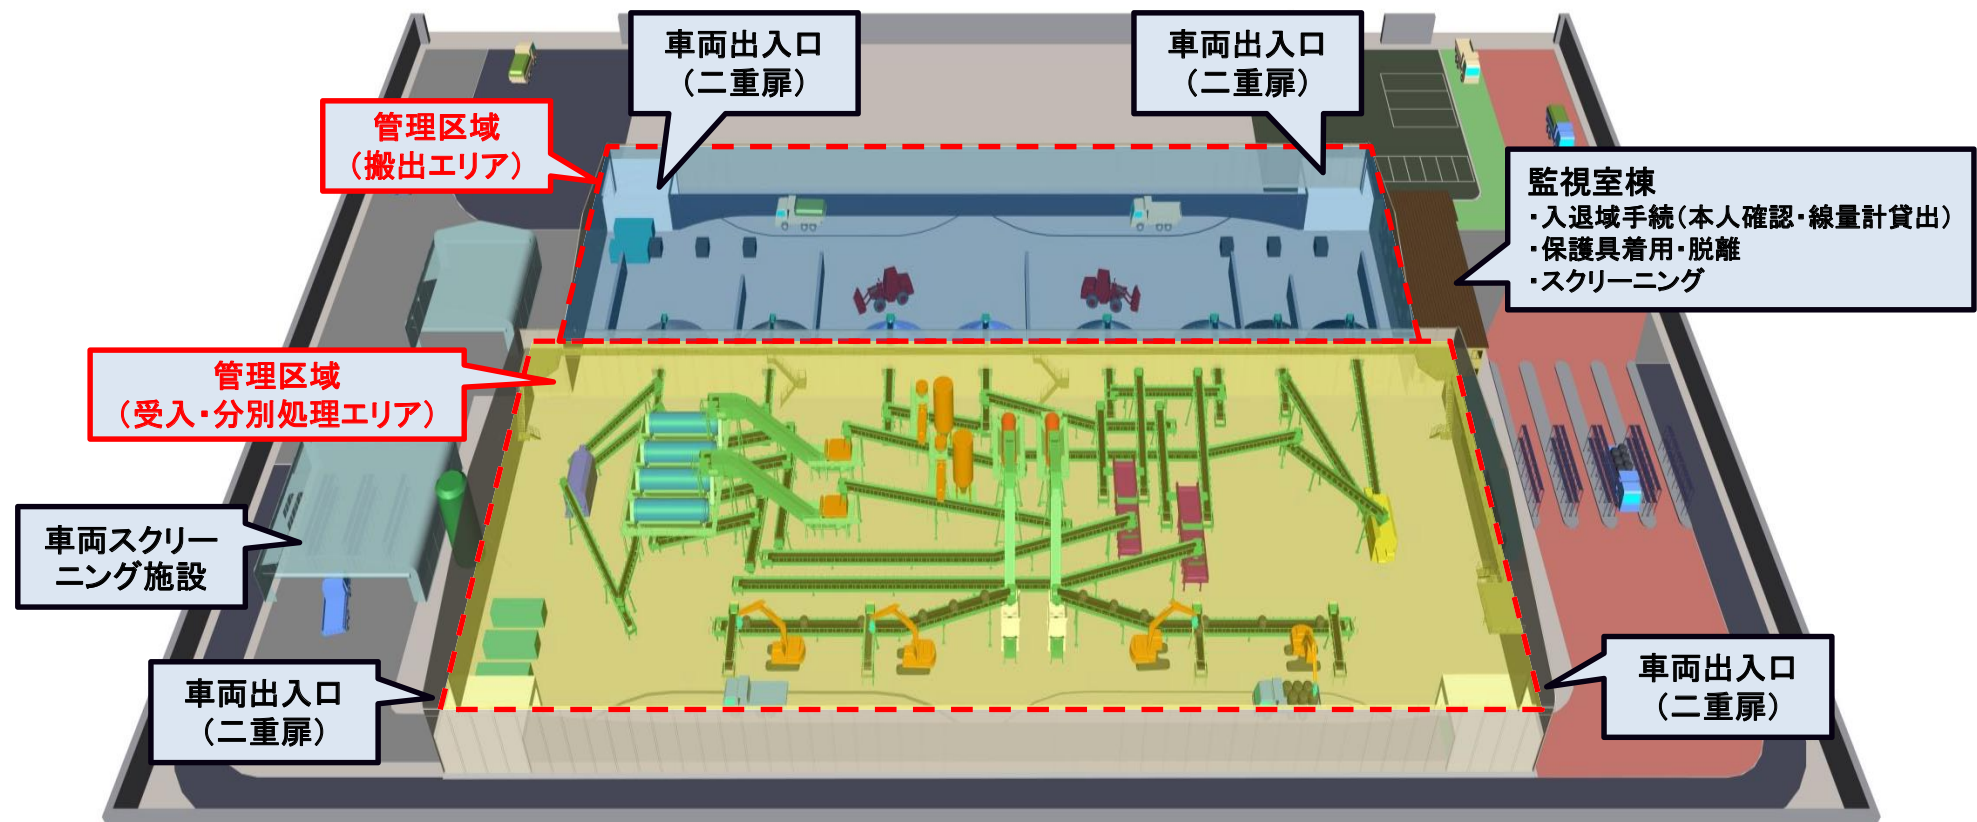 車両出入口
(二重扉)
車両出入口
(二重扉)
管理区域
(搬出エリア)
監視室棟
・入退域手続(本人確認・線量計貸出)
・保護具着用・脱離
・スクリーニング
管理区域
(受入・分別処理エリア)
車両スクリー
ニング施設
車両出入口
(二重扉)
車両出入口
(二重扉)